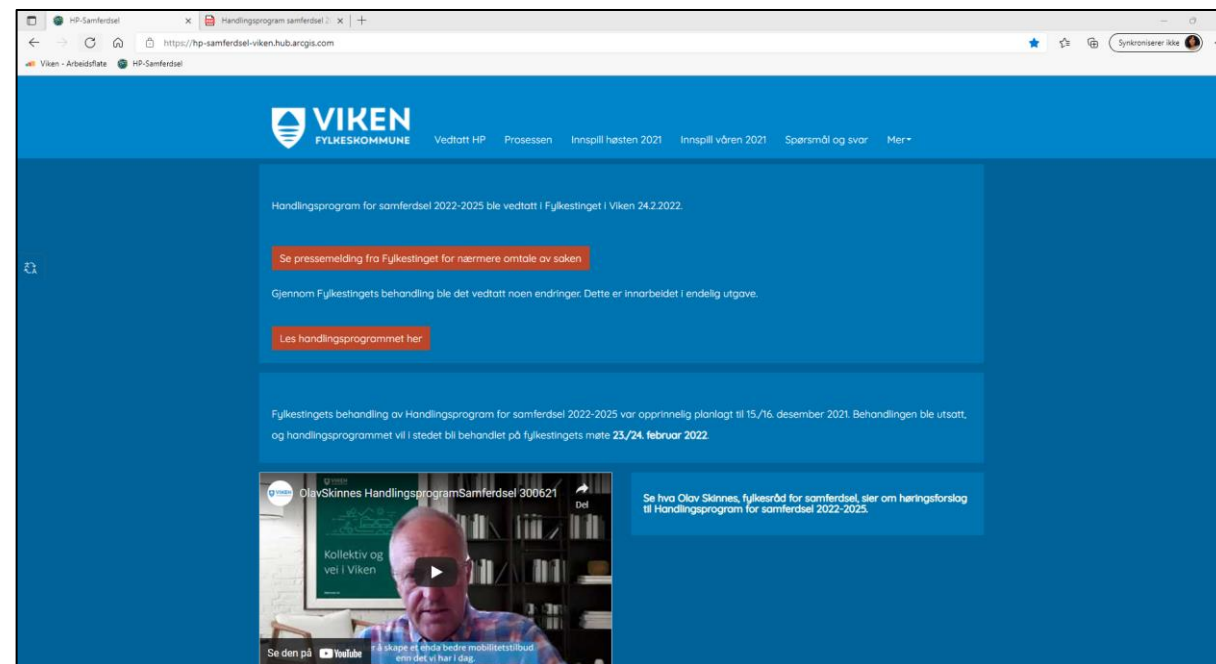 HP-Samferdsel
Handlingsprogram samferdsel 2
https://hp-samferdsel-viken.hub.arcgis.com
Synkroniserer ikke
Viken - Arbeidsflate
HP-Samferdsel
VIKEN
FYLKESKOMMUNE
Vedtatt HP
Prosessen
Innspill høsten 2021
Innspill våren 2021
Spørsmål og svar
Mer
Handlingsprogram for samferdsel 2022-2025 ble vedtatt i Fylkestinget i Viken 24.2.2022.
Se pressemelding fra Fylkestinget for nærmere omtale av saken
Gjennom Fylkestingets behandling ble det vedtatt noen endringer. Dette er innarbeidet i endelig utgave.
Les handlingsprogrammet her
Fylkestingets behandling av Handlingsprogram for samferdsel 2022-2025 var opprinnelig planlagt til 15./16. desember 2021. Behandlingen ble utsatt,
og handlingsprogrammet vil i stedet bli behandlet på fylkestingets møte 23./24. februar 2022.
OlavSkinnes HandlingsprogramSamferdsel 300621
Del
Kollektiv og
vei i Viken
Se den på YouTube
å skape et enda bedre mobilitetstilbud
enn det vi har i dag.
Se hva Olav Skinnes, fylkesråd for samferdsel, sier om høringsforslag
til Handlingsprogram for samferdsel 2022-2025.